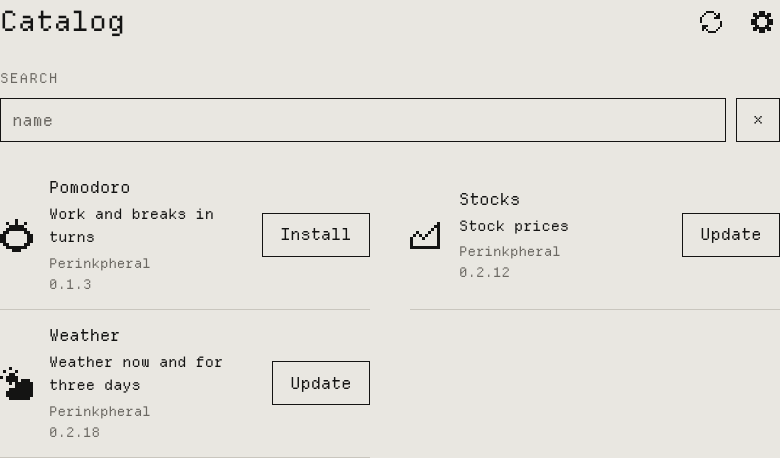 Catalog
SEARCH
name
×
Pomodoro
Work and breaks in
turns
Perinkpheral
0.1.3
Install
Stocks
Stock prices
Perinkpheral
0.2.12
Update
Weather
Weather now and for
three days
Perinkpheral
0.2.18
Update